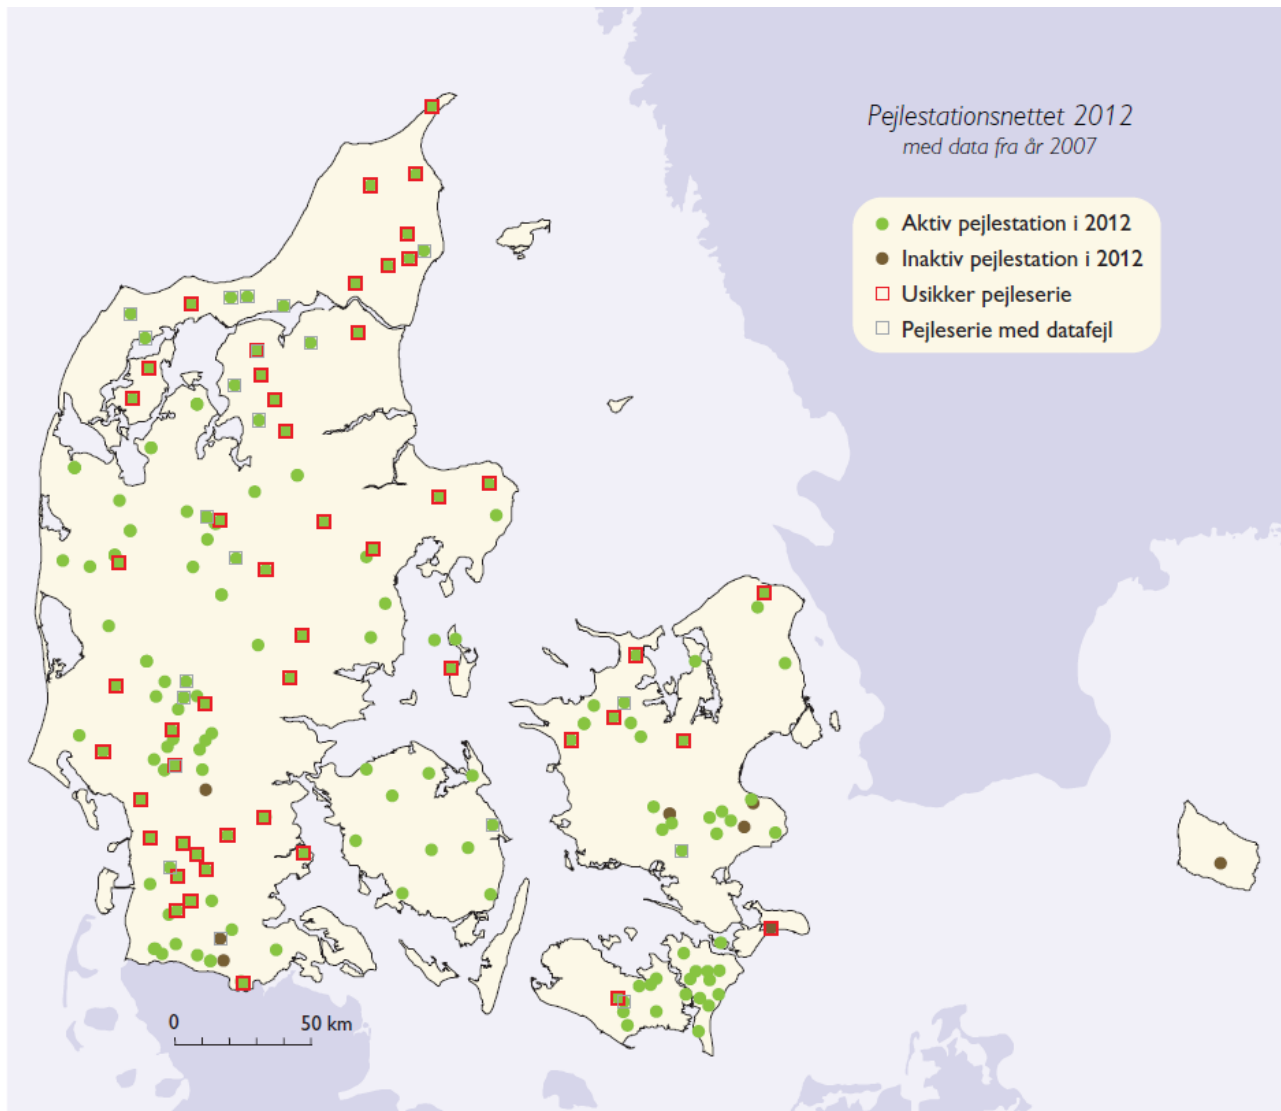 Pejlestationsnettet 2012
med data fra år 2007
Aktiv pejlestation i 2012
Inaktiv pejlestation i 2012
Usikker pejleserie
Pejleserie med datafejl
0 50 km